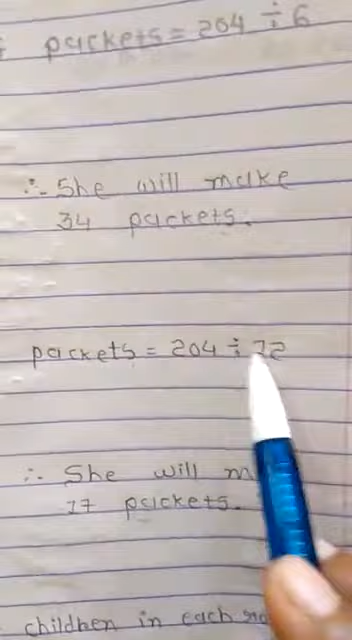 packets = 204 ÷ 6
∴ She will make
34 packets.
packets = 204 ÷ 12
∴ She will
17 packets.
children in each